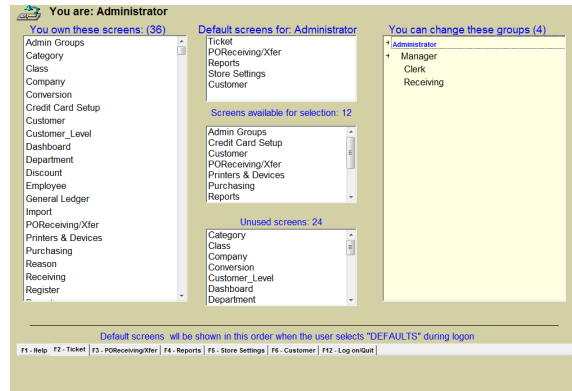 You are: Administrator
You own these screens: (36)
Admin Groups
Category
Class
Company
Conversion
Credit Card Setup
Customer
Customer_Level
Dashboard
Department
Discount
Employee
General Ledger
Import
POReceiving/Xfer
Printers & Devices
Purchasing
Reason
Receiving
Register
Default screens for: Administrator
Ticket
POReceiving/Xfer
Reports
Store Settings
Customer
Screens available for selection: 12
Admin Groups
Credit Card Setup
Customer
POReceiving/Xfer
Printers & Devices
Purchasing
Reports
Unused screens: 24
Category
Class
Company
Conversion
Customer_Level
Dashboard
Department
You can change these groups (4)
+ Administrator
+ Manager
Clerk
Receiving
Default screens wlll be shown in this order when the user selects "DEFAULTS" during logon
F1 - Help F2 - Ticket F3 - POReceiving/Xfer F4 - Reports F5 - Store Settings F6 - Customer F12 - Log on/Quit